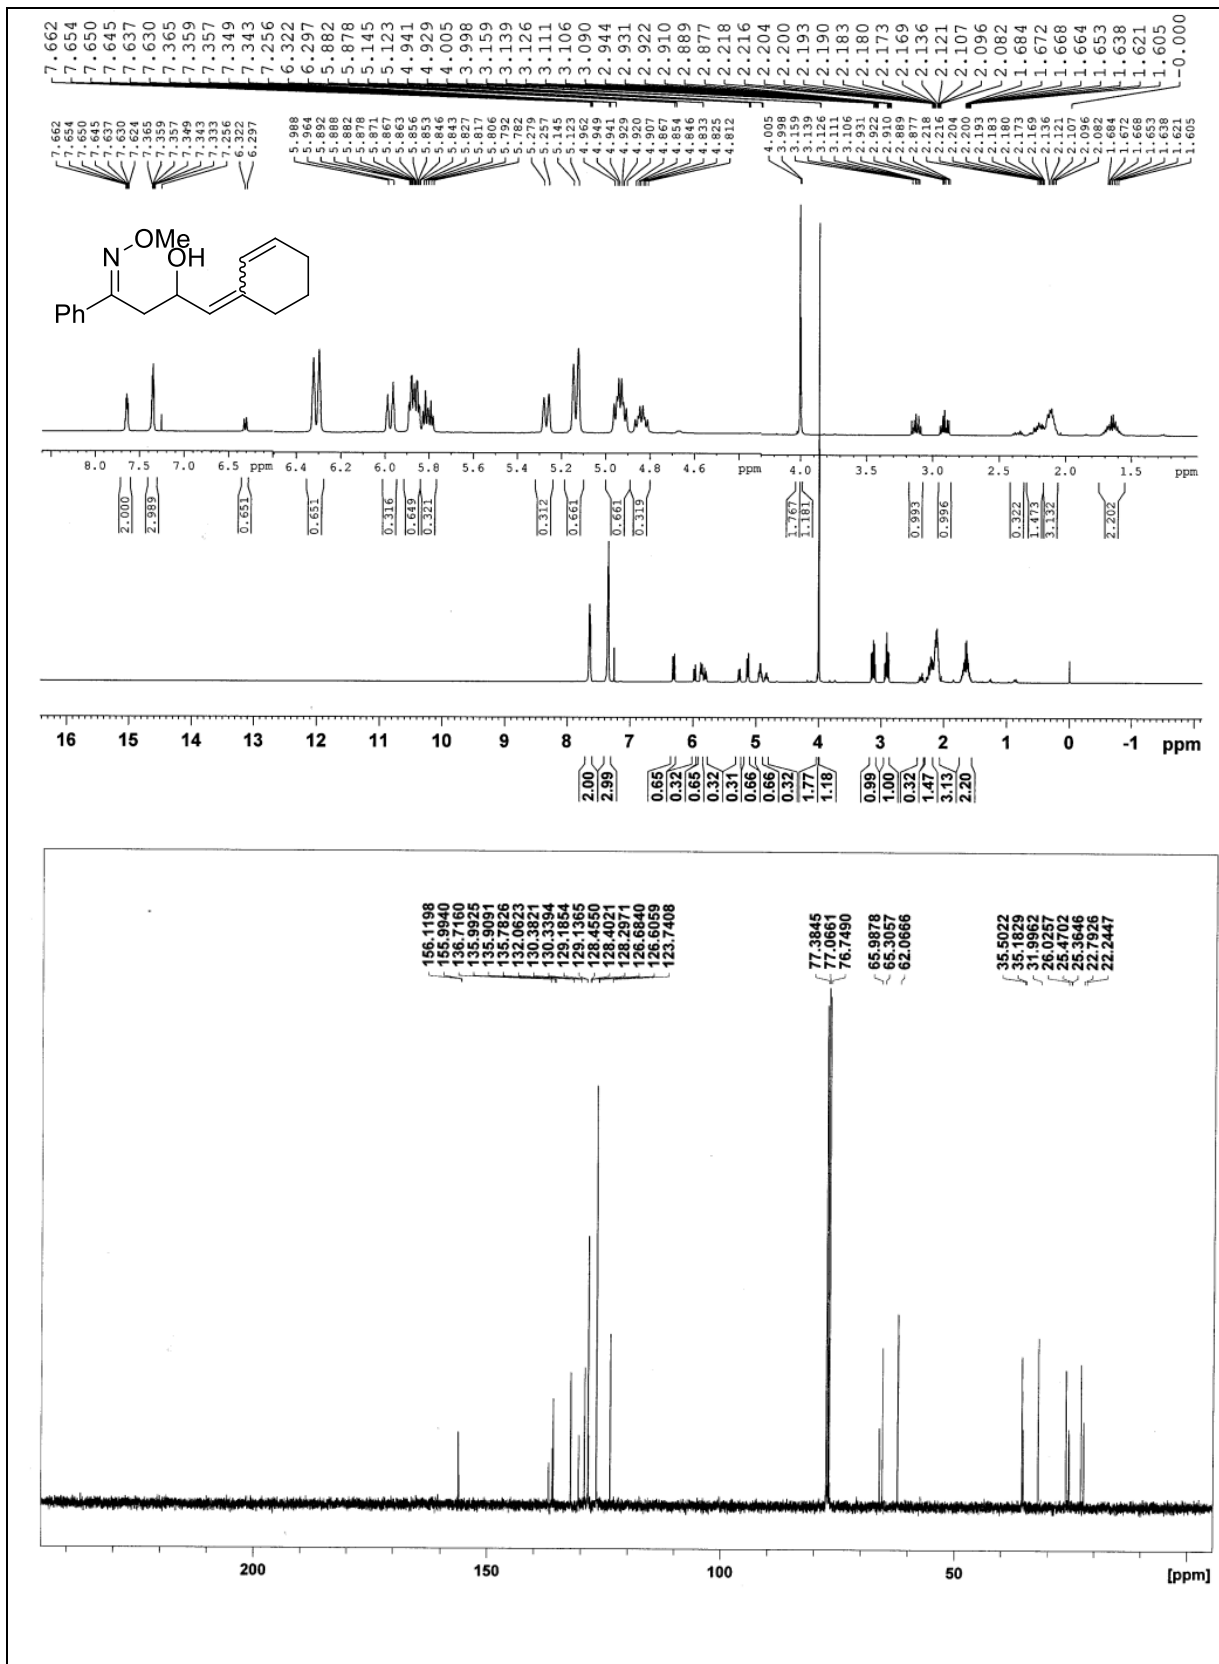 7.662 7.654 7.650 7.645 7.637 7.630 7.365 7.359 7.357 7.349 7.343 7.256 6.322 6.297 5.882 5.878 5.145 5.123 4.941 4.929 4.005 3.998 3.159 3.139 3.126 3.111 3.106 3.090 2.944 2.931 2.922 2.910 2.889 2.877 2.218 2.216 2.204 2.200 2.193 2.190 2.183 2.180 2.173 2.169 2.136 2.121 2.107 2.096 2.082 1.684 1.672 1.668 1.664 1.653 1.638 1.621 1.605 -0.000
7.662 7.654 7.650 7.645 7.637 7.630 7.624 7.365 7.359 7.357 7.349 7.343 7.333 7.256 6.322 6.297
5.988 5.964 5.892 5.888 5.882 5.878 5.871 5.867 5.863 5.856 5.853 5.846 5.843 5.827 5.817 5.806 5.792 5.782 5.279 5.257 5.145 5.123 4.962 4.949 4.941 4.929 4.920 4.907 4.867 4.854 4.846 4.833 4.825 4.812
4.005 3.998 3.159 3.139 3.126 3.111 3.106 2.931 2.922 2.910 2.889 2.877 2.218 2.216 2.204 2.200 2.193 2.183 2.180 2.173 2.169 2.136 2.121 2.107 2.096 2.082 1.684 1.672 1.668 1.653 1.638 1.621 1.605
OMe
N OH
Ph
8.0 7.5 7.0 6.5 ppm
6.4 6.2 6.0 5.8 5.6 5.4 5.2 5.0 4.8 4.6 ppm
4.0 3.5 3.0 2.5 2.0 1.5 ppm
2.000 2.989 0.651
0.651 0.316 0.649 0.321 0.312 0.661 0.661 0.319
1.767 1.181 0.993 0.996 0.322 1.473 3.132 2.202
16 15 14 13 12 11 10 9 8 7 6 5 4 3 2 1 0 -1 ppm
2.00 2.99 0.65 0.32 0.65 0.32 0.31 0.66 0.66 0.32 1.77 1.18 0.99 1.00 0.32 1.47 3.13 2.20
156.1198 155.9940 136.7160 135.9925 135.9091 135.7826 132.0623 130.3821 130.3394 129.1854 129.1365 128.4550 128.4021 128.2971 126.6840 126.6059 123.7408
77.3845 77.0661 76.7490 65.9878 65.3057 62.0666
35.5022 35.1829 31.9962 26.0257 25.4702 25.3646 22.7926 22.2447
200 150 100 50 [ppm]